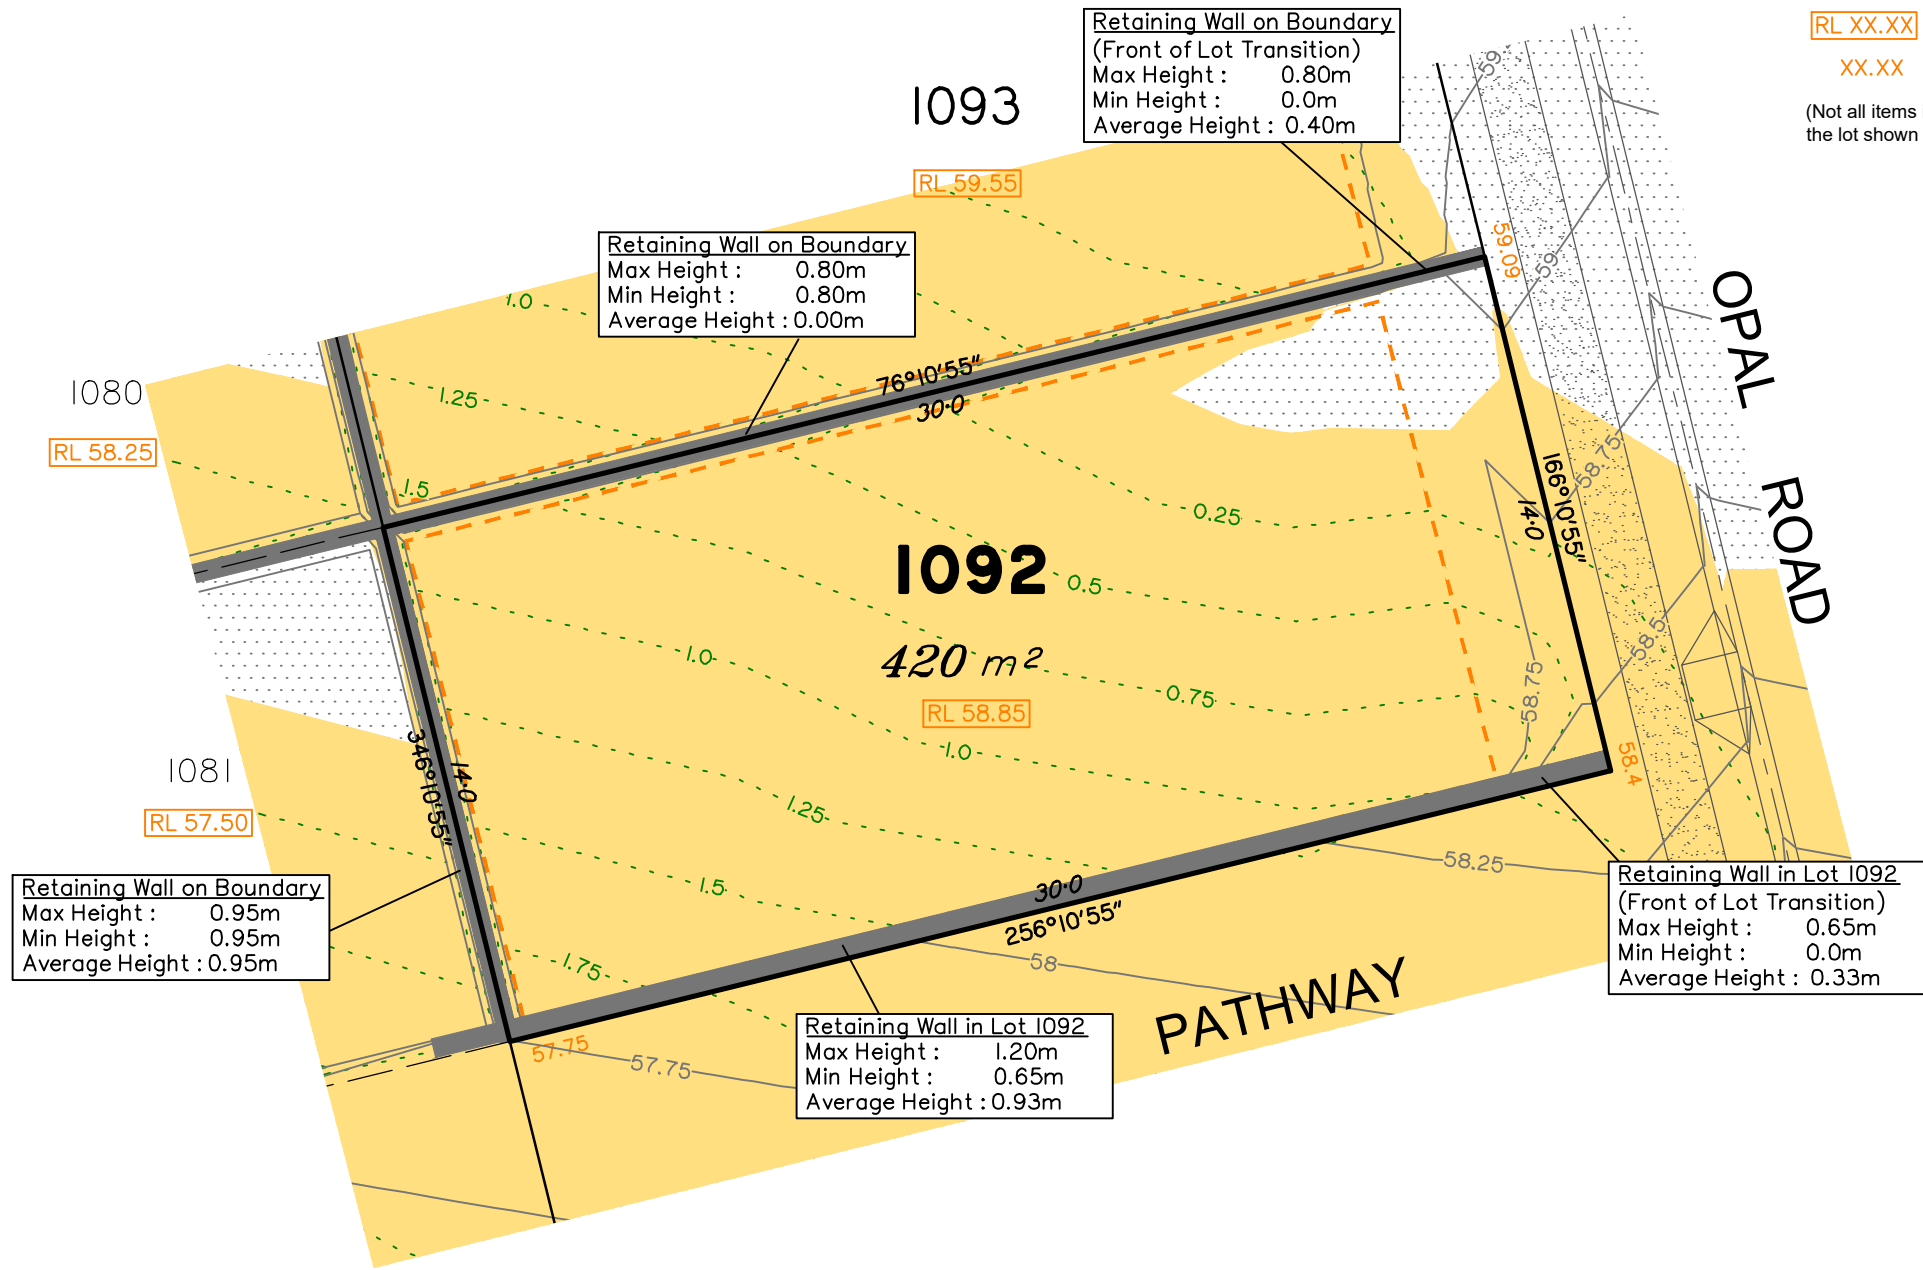 Retaining Wall on Boundary
(Front of Lot Transition)
Max Height : 0.80m
Min Height : 0.0m
Average Height : 0.40m
RL XX.XX
XX.XX
(Not all items
the lot shown
1093
RL 59.55
59
Retaining Wall on Boundary
Max Height : 0.80m
Min Height : 0.80m
Average Height : 0.00m
59.09
59
OPAL ROAD
1.0
1.25
1.5
1080
RL 58.25
76°10'55"
30·0
0.25
58.75
166°10'55"
14·0
1092
420 m²
RL 58.85
0.5
1.0
0.75
58.75
58.5
1.0
58.4
1081
RL 57.50
346°10'55"
14·0
1.25
1.5
1.75
30·0
256°10'55"
58.25
58
Retaining Wall on Boundary
Max Height : 0.95m
Min Height : 0.95m
Average Height : 0.95m
Retaining Wall in Lot 1092
(Front of Lot Transition)
Max Height : 0.65m
Min Height : 0.0m
Average Height : 0.33m
PATHWAY
57.75
57.75
Retaining Wall in Lot 1092
Max Height : 1.20m
Min Height : 0.65m
Average Height : 0.93m